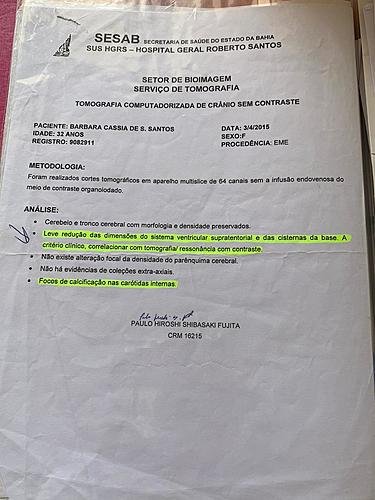 SESAB SECRETARIA DE SAÚDE DO ESTADO DA BAHIA
SUS HGRS – HOSPITAL GERAL ROBERTO SANTOS
SETOR DE BIOIMAGEM
SERVIÇO DE TOMOGRAFIA
TOMOGRAFIA COMPUTADORIZADA DE CRÂNIO SEM CONTRASTE
PACIENTE: BARBARA CASSIA DE S. SANTOS DATA: 3/4/2015
IDADE: 32 ANOS SEXO:F
REGISTRO: 9082911 PROCEDÊNCIA: EME
METODOLOGIA:
Foram realizados cortes tomográficos em aparelho multislice de 64 canais sem a infusão endovenosa do
meio de contraste organoiodado.
ANÁLISE:
• Cerebelo e tronco cerebral com morfologia e densidade preservados.
• Leve redução das dimensões do sistema ventricular supratentorial e das cisternas da base. A
critério clínico, correlacionar com tomografia/ ressonância com contraste.
• Não existe alteração focal da densidade do parênquima cerebral.
• Não há evidências de coleções extra-axiais.
• Focos de calcificação nas carótidas internas.
PAULO HIROSHI SHIBASAKI FUJITA
CRM 16215